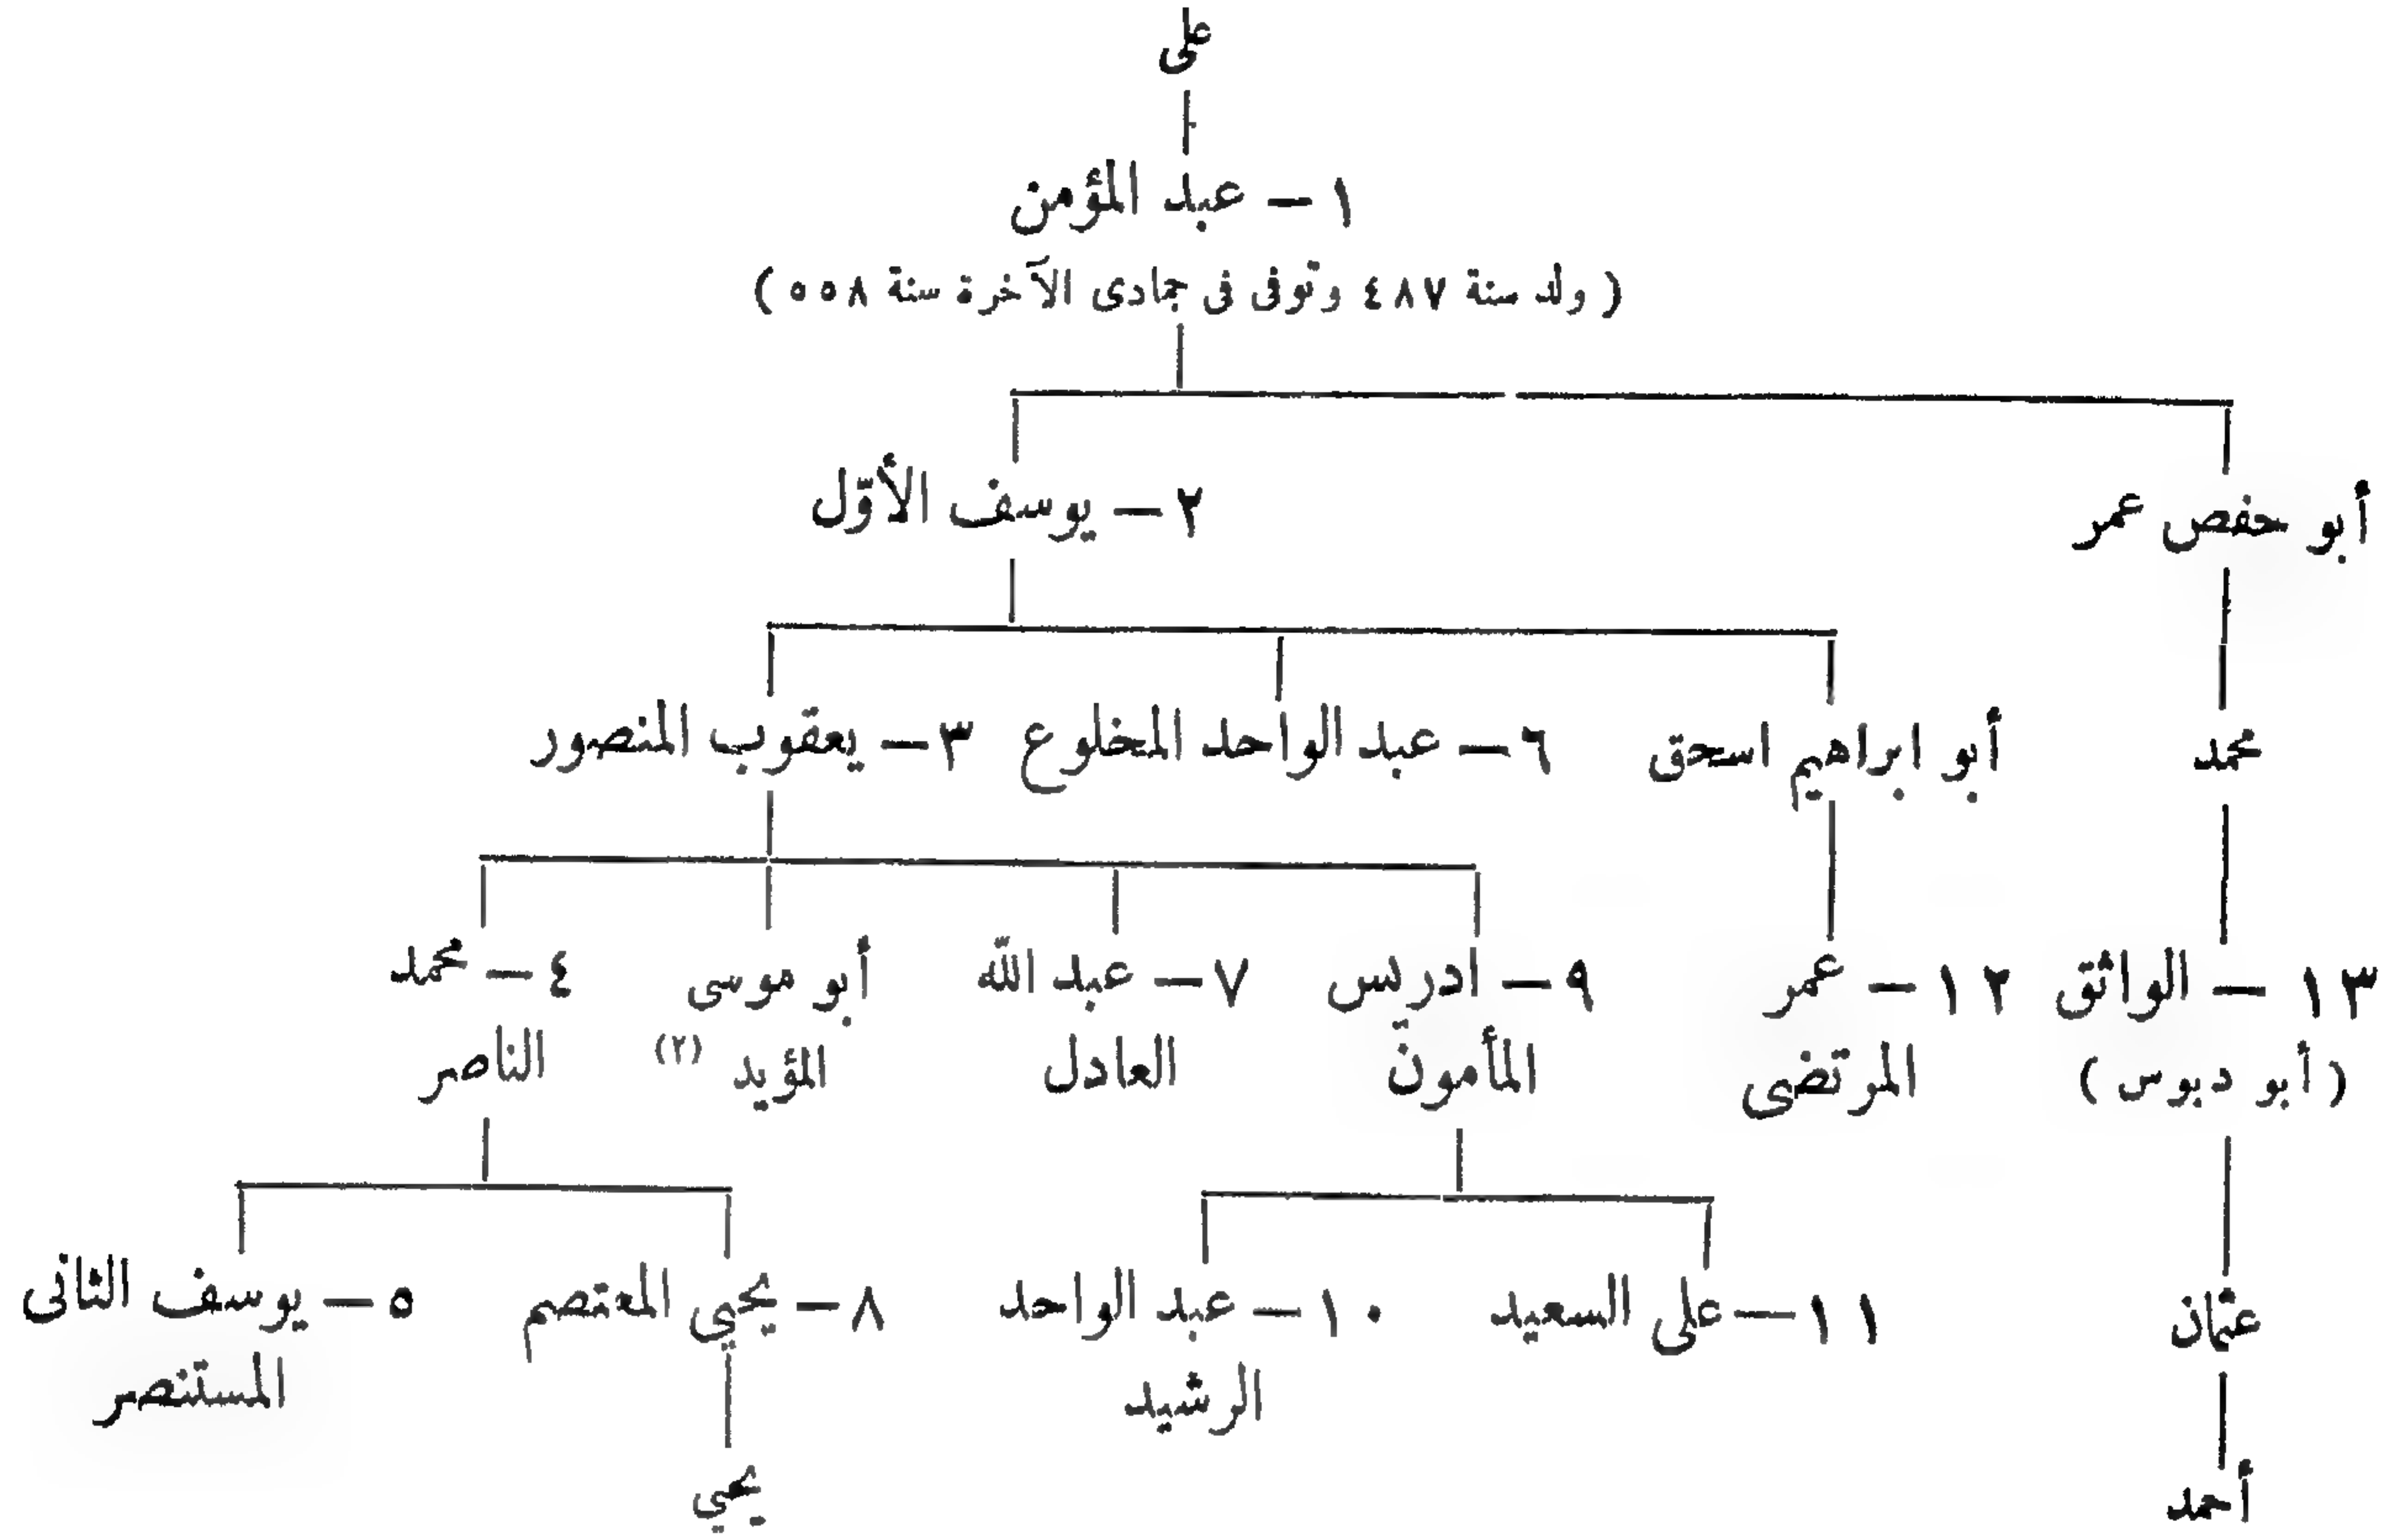 على
١ - عبد المؤمن
( ولد سنة ٤٨٧ وتوفى فى جمادى الآخرة سنة ٥٥٨ )
أبو حفص عمر
٢ - يوسف الأوّل
محمد
أبو ابراهيم اسحق
٦ - عبد الواحد المخلوع
٣ - يعقوب المنصور
١٣ - الواثق
( أبو دبوس )
١٢ - عمر
المرتضى
٩ - ادريس
المأمون
٧ - عبد الله
العادل
أبو موسى
المؤيد (٢)
٤ - محمد
الناصر
عثمان
١١ - على السعيد
١٠ - عبد الواحد
الرشيد
٨ - يحيي المعتصم
٥ - يوسف الثانى
المستنصر
أحمد
يحيي